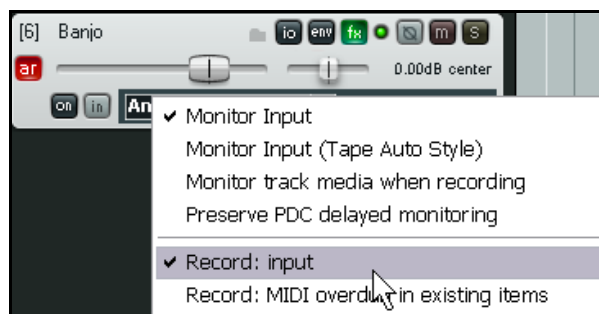 [6] Banjo io env fx m S
ar 0.00dB center
on in An
✔ Monitor Input
Monitor Input (Tape Auto Style)
Monitor track media when recording
Preserve PDC delayed monitoring
✔ Record: input
Record: MIDI overdub in existing items